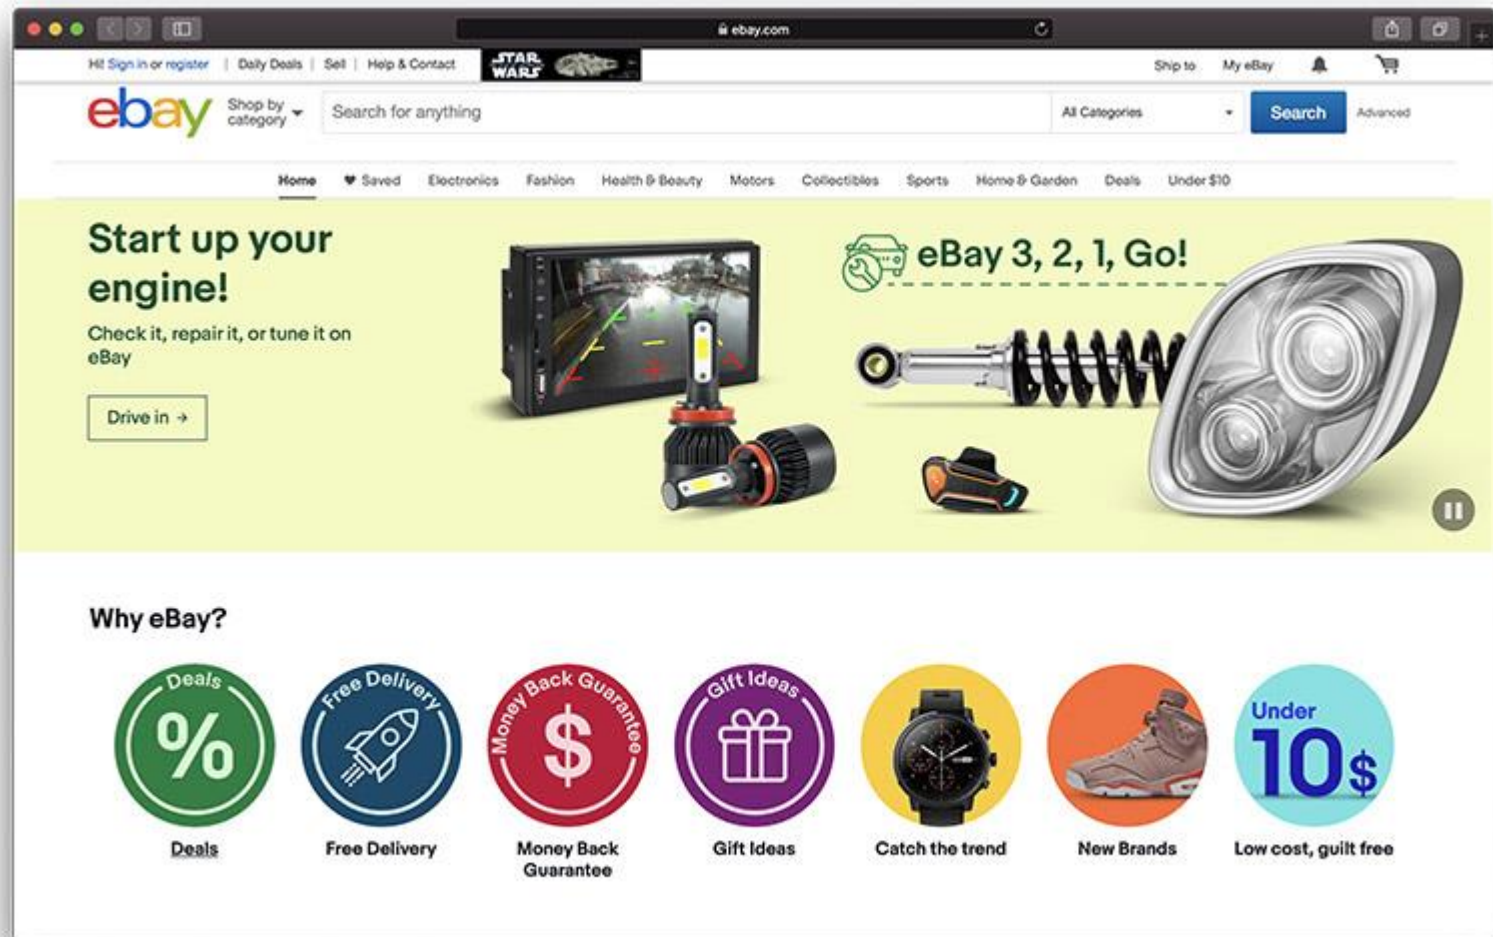 ebay.com
Hi! Sign in or register | Daily Deals | Sell | Help & Contact
STAR WARS
Ship to My eBay
ebay
Shop by category
Search for anything
All Categories
Search
Advanced
Home Saved Electronics Fashion Health & Beauty Motors Collectibles Sports Home & Garden Deals Under $10
Start up your
engine!
Check it, repair it, or tune it on
eBay
Drive in →
eBay 3, 2, 1, Go!
Why eBay?
Deals
%
Free Delivery
Money Back Guarantee
$
Gift Ideas
Under
10$
Deals
Free Delivery
Money Back
Guarantee
Gift Ideas
Catch the trend
New Brands
Low cost, guilt free